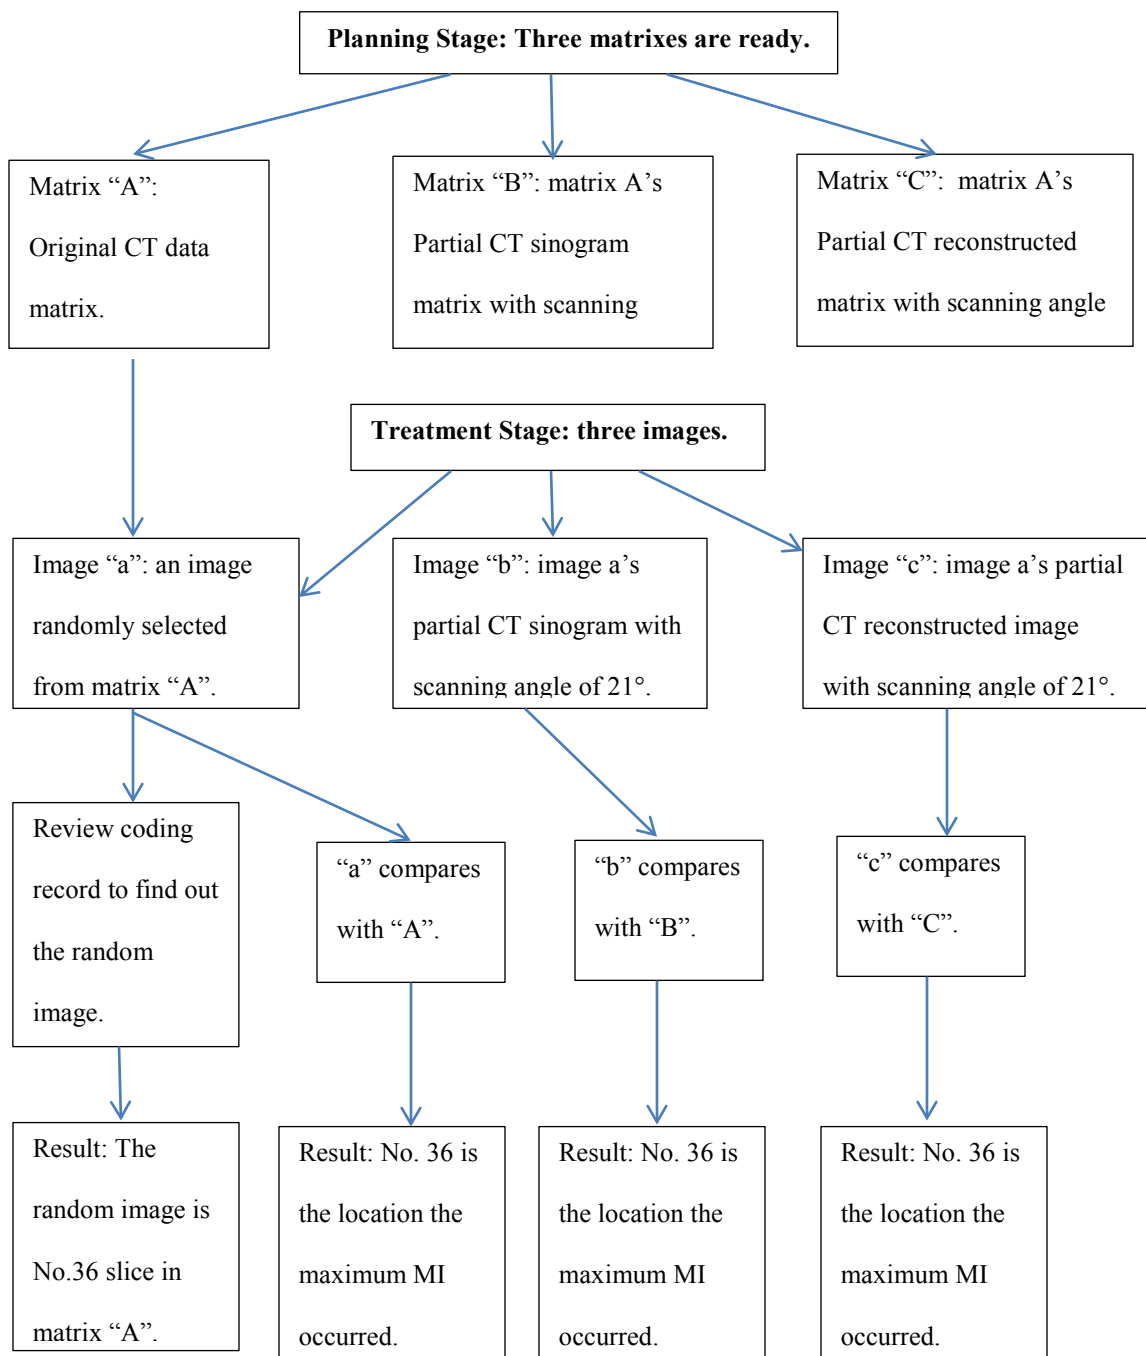 Planning Stage: Three matrixes are ready.
Matrix “A”:
Original CT data
matrix.
Matrix “B”: matrix A’s
Partial CT sinogram
matrix with scanning
Matrix “C”: matrix A’s
Partial CT reconstructed
matrix with scanning angle
Treatment Stage: three images.
Image “a”: an image
randomly selected
from matrix “A”.
Image “b”: image a’s
partial CT sinogram with
scanning angle of 21°.
Image “c”: image a’s partial
CT reconstructed image
with scanning angle of 21°.
Review coding
record to find out
the random
image.
“a” compares
with “A”.
“b” compares
with “B”.
“c” compares
with “C”.
Result: The
random image is
No.36 slice in
matrix “A”.
Result: No. 36 is
the location the
maximum MI
occurred.
Result: No. 36 is
the location the
maximum MI
occurred.
Result: No. 36 is
the location the
maximum MI
occurred.